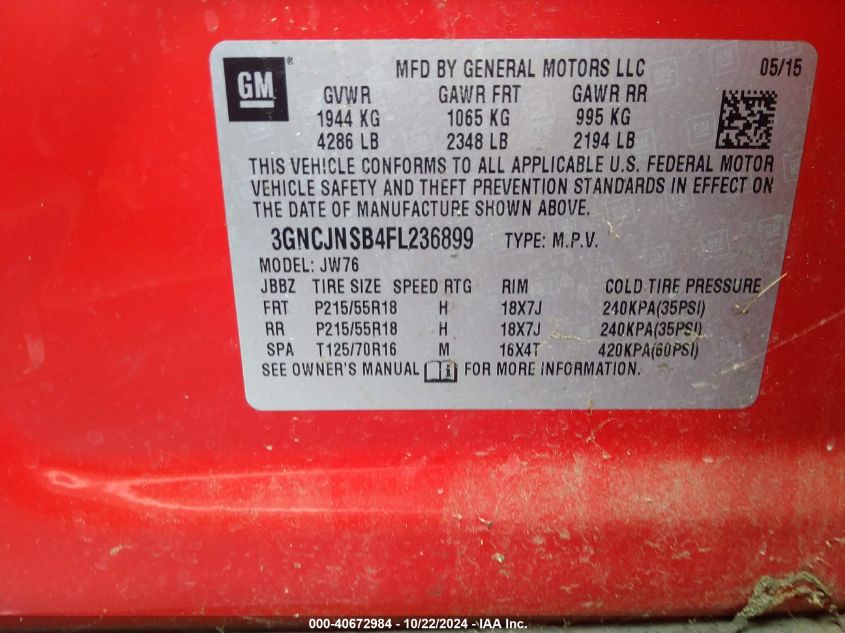 GM ® MFD BY GENERAL MOTORS LLC 05/15
GVWR GAWR FRT GAWR RR
1944 KG 1065 KG 995 KG
4286 LB 2348 LB 2194 LB
THIS VEHICLE CONFORMS TO ALL APPLICABLE U.S. FEDERAL MOTOR
VEHICLE SAFETY AND THEFT PREVENTION STANDARDS IN EFFECT ON
THE DATE OF MANUFACTURE SHOWN ABOVE.
3GNCJNSB4FL236899 TYPE: M.P.V.
MODEL: JW76
JBBZ TIRE SIZE SPEED RTG RIM COLD TIRE PRESSURE
FRT P215/55R18 H 18X7J 240KPA(35PSI)
RR P215/55R18 H 18X7J 240KPA(35PSI)
SPA T125/70R16 M 16X4T 420KPA(60PSI)
SEE OWNER'S MANUAL i FOR MORE INFORMATION.
000-40672984 - 10/22/2024 - IAA Inc.